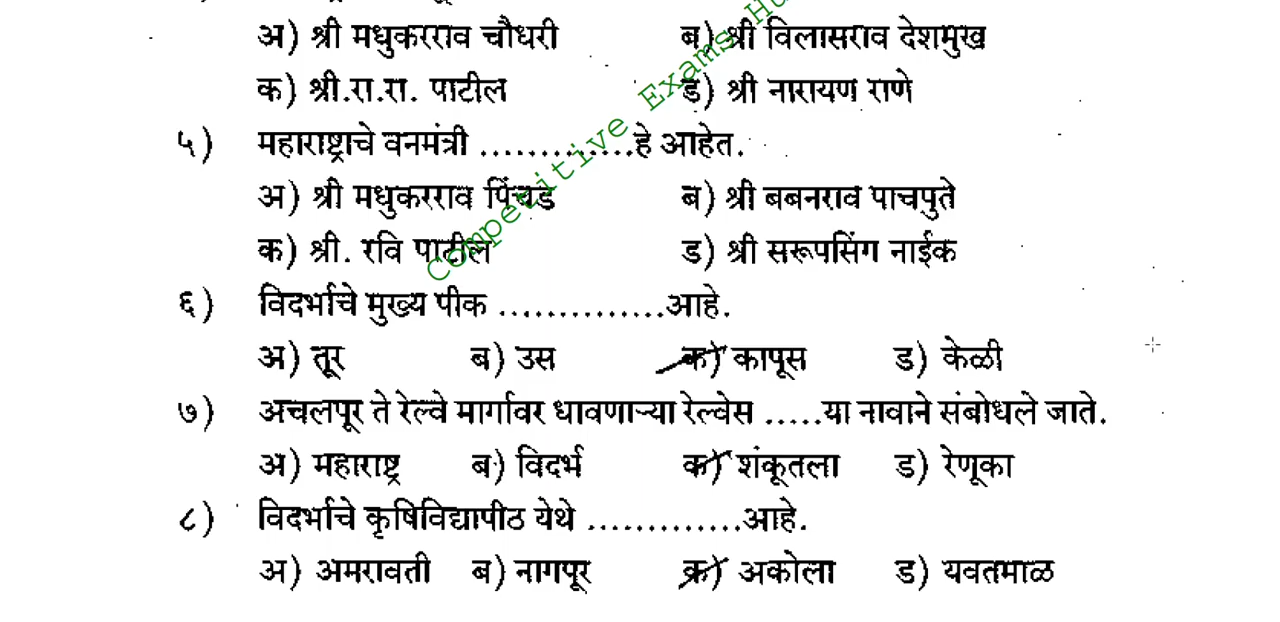 अ) श्री मधुकरराव चौधरी ब) श्री विलासराव देशमुख
क) श्री.रा.रा. पाटील ड) श्री नारायण राणे
५) महाराष्ट्राचे वनमंत्री .............हे आहेत.
अ) श्री मधुकरराव पिंचडे ब) श्री बबनराव पाचपुते
क) श्री. रवि पाटील ड) श्री सरूपसिंग नाईक
६) विदर्भाचे मुख्य पीक ..............आहे.
अ) तूर ब) उस क) कापूस ड) केळी
७) अचलपूर ते रेल्वे मार्गावर धावणाऱ्या रेल्वेस .....या नावाने संबोधले जाते.
अ) महाराष्ट्र ब) विदर्भ क) शंकूतला ड) रेणूका
८) विदर्भाचे कृषिविद्यापीठ येथे .............आहे.
अ) अमरावती ब) नागपूर क) अकोला ड) यवतमाळ
Competitive Exams